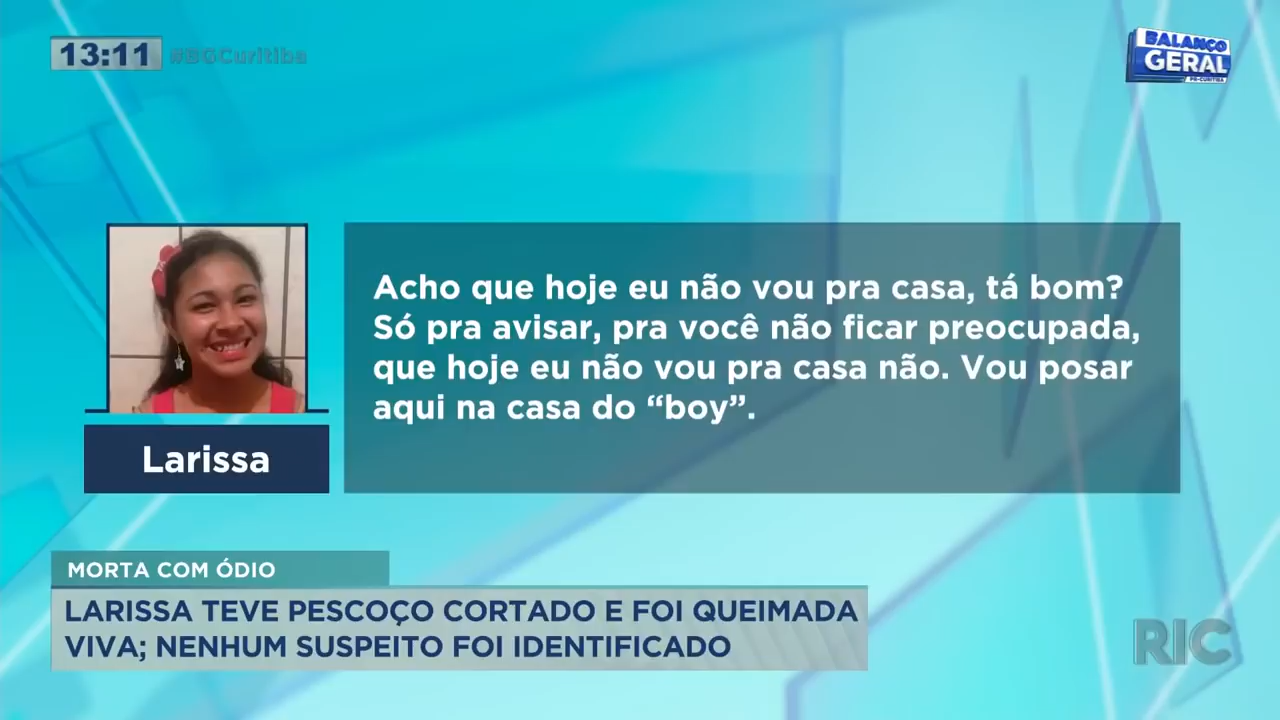 13:11 #BGCuritiba
BALANÇO
GERAL
PR-CURITIBA
Acho que hoje eu não vou pra casa, tá bom?
Só pra avisar, pra você não ficar preocupada,
que hoje eu não vou pra casa não. Vou posar
aqui na casa do “boy”.
Larissa
MORTA COM ÓDIO
LARISSA TEVE PESCOÇO CORTADO E FOI QUEIMADA
VIVA; NENHUM SUSPEITO FOI IDENTIFICADO
RIC